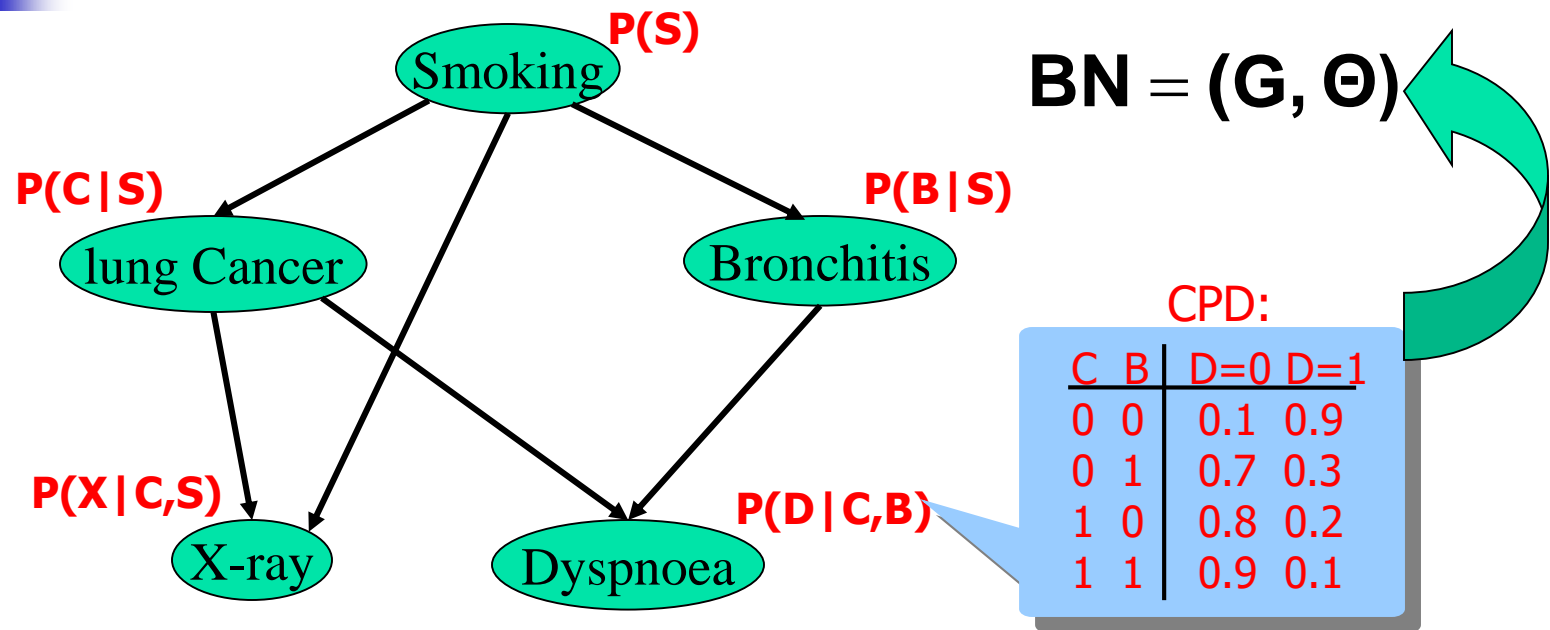 P(S)
Smoking
BN = (G, Θ)
P(C|S)
P(B|S)
lung Cancer
Bronchitis
CPD:
C B D=0 D=1
0 0 0.1 0.9
0 1 0.7 0.3
1 0 0.8 0.2
1 1 0.9 0.1
P(X|C,S)
P(D|C,B)
X-ray
Dyspnoea